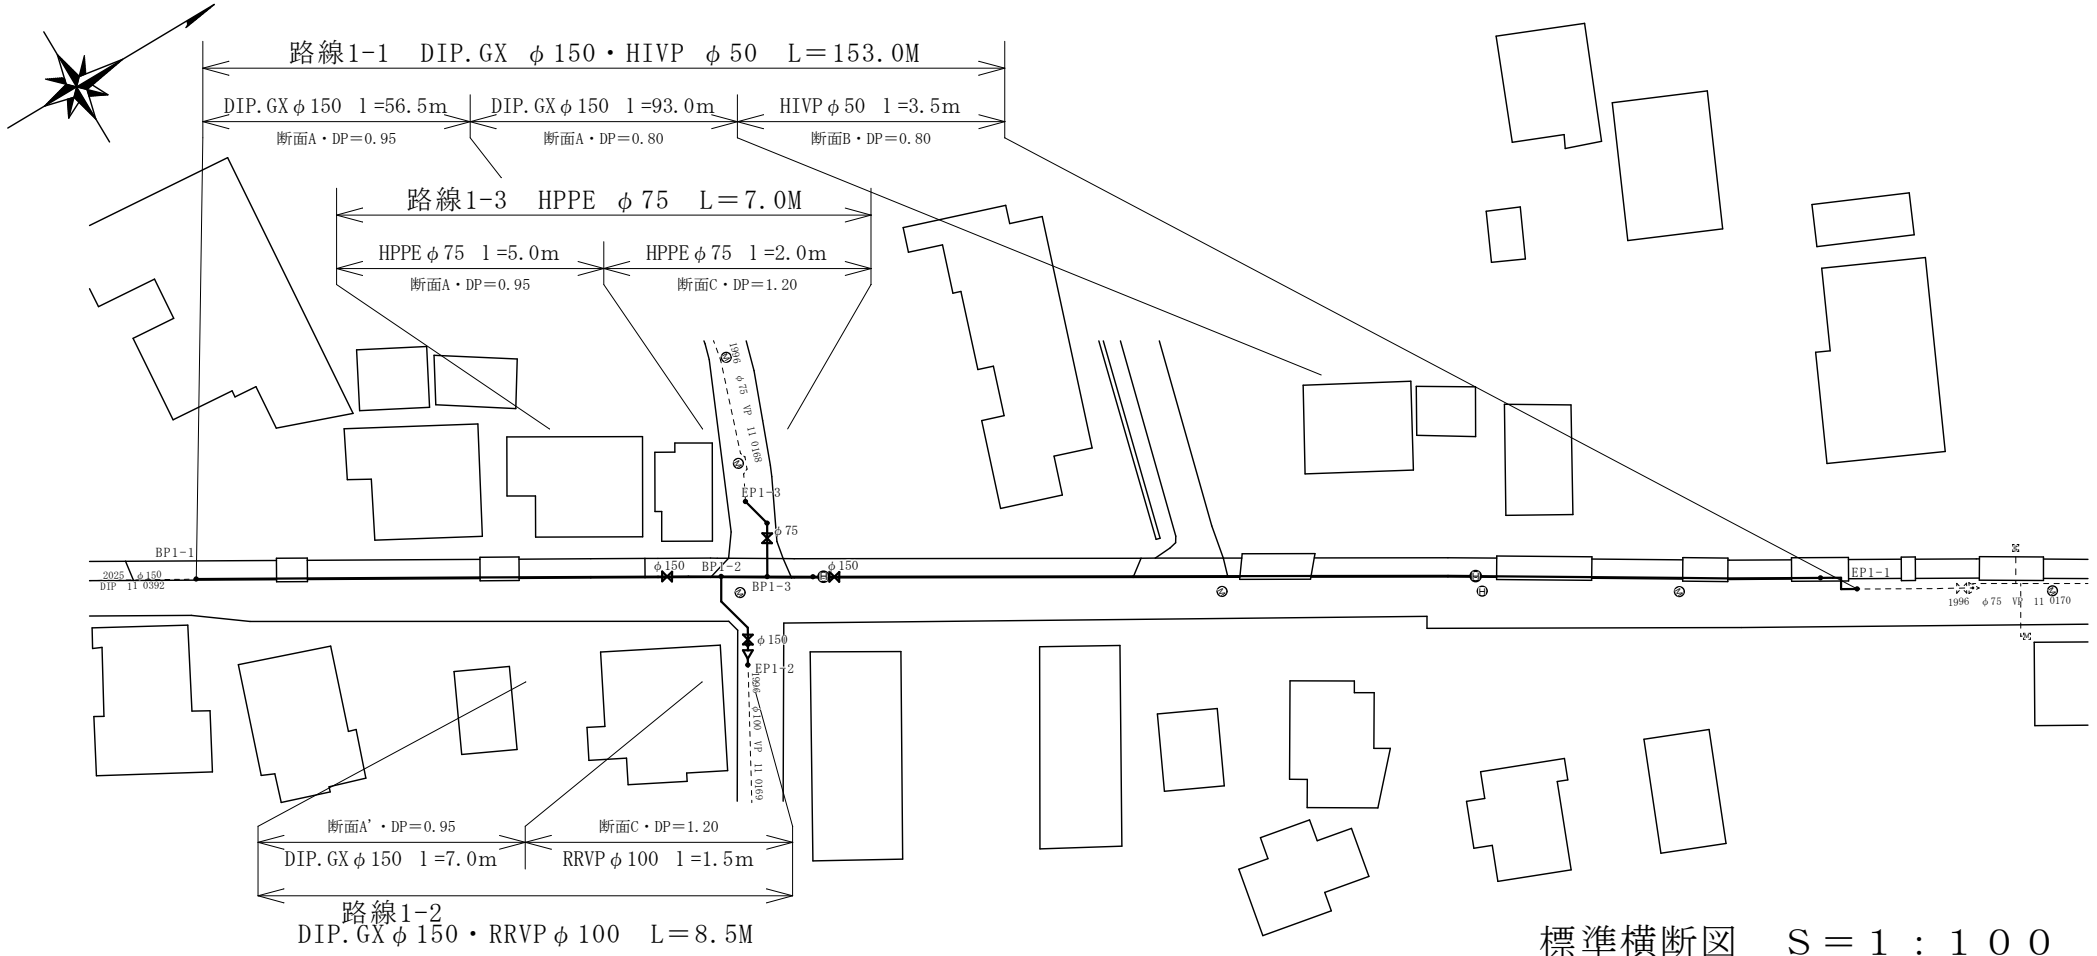 路線1-1 DIP.GX φ150・HIVP φ50 L＝153.0M
DIP.GXφ150 l=56.5m
DIP.GXφ150 l=93.0m
HIVPφ50 l=3.5m
断面A・DP＝0.95
断面A・DP＝0.80
断面B・DP＝0.80
路線1-3 HPPE φ75 L＝7.0M
HPPEφ75 l=5.0m
HPPEφ75 l=2.0m
断面A・DP＝0.95
断面C・DP＝1.20
1996 φ75 VP 11 0168
EP1-3
φ75
BP1-1
2025 φ150
DIP 11 0392
φ150
BP1-2
BP1-3
φ150
EP1-1
1996 φ75 VP 11 0170
φ150
EP1-2
1996 φ100 VP 11 0169
断面A'・DP＝0.95
断面C・DP＝1.20
DIP.GXφ150 l=7.0m
RRVPφ100 l=1.5m
路線1-2
DIP.GXφ150・RRVPφ100 L＝8.5M
標準横断図 S＝1：100